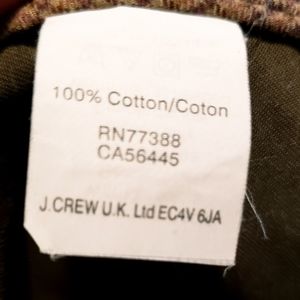 100% Cotton/Coton
RN77388
CA56445
J.CREW U.K. Ltd EC4V 6JA